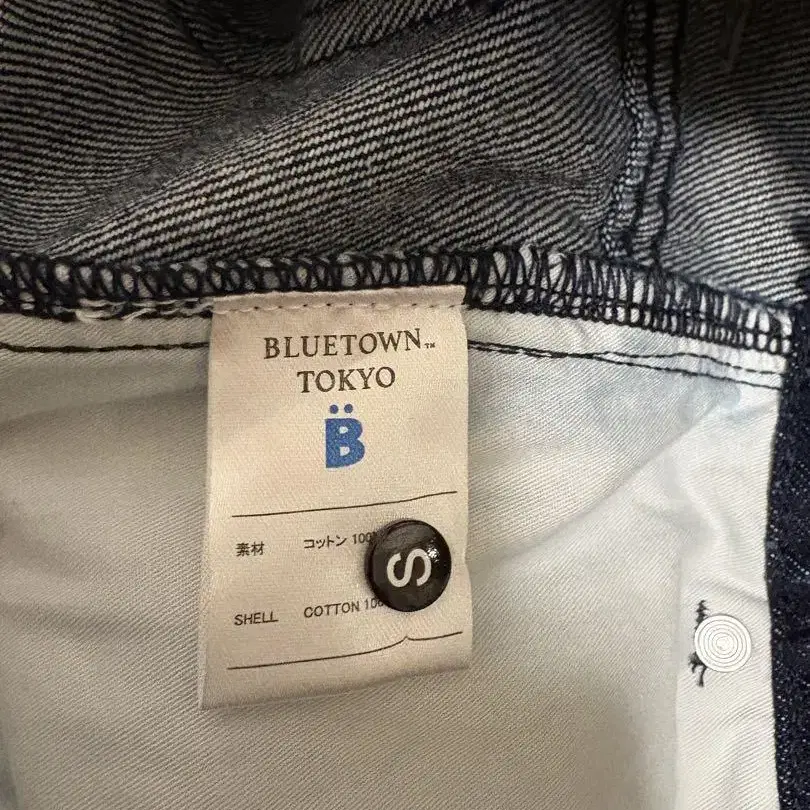 BLUETOWN™
TOKYO
B̈
素材 コットン 100%
S
SHELL COTTON 100